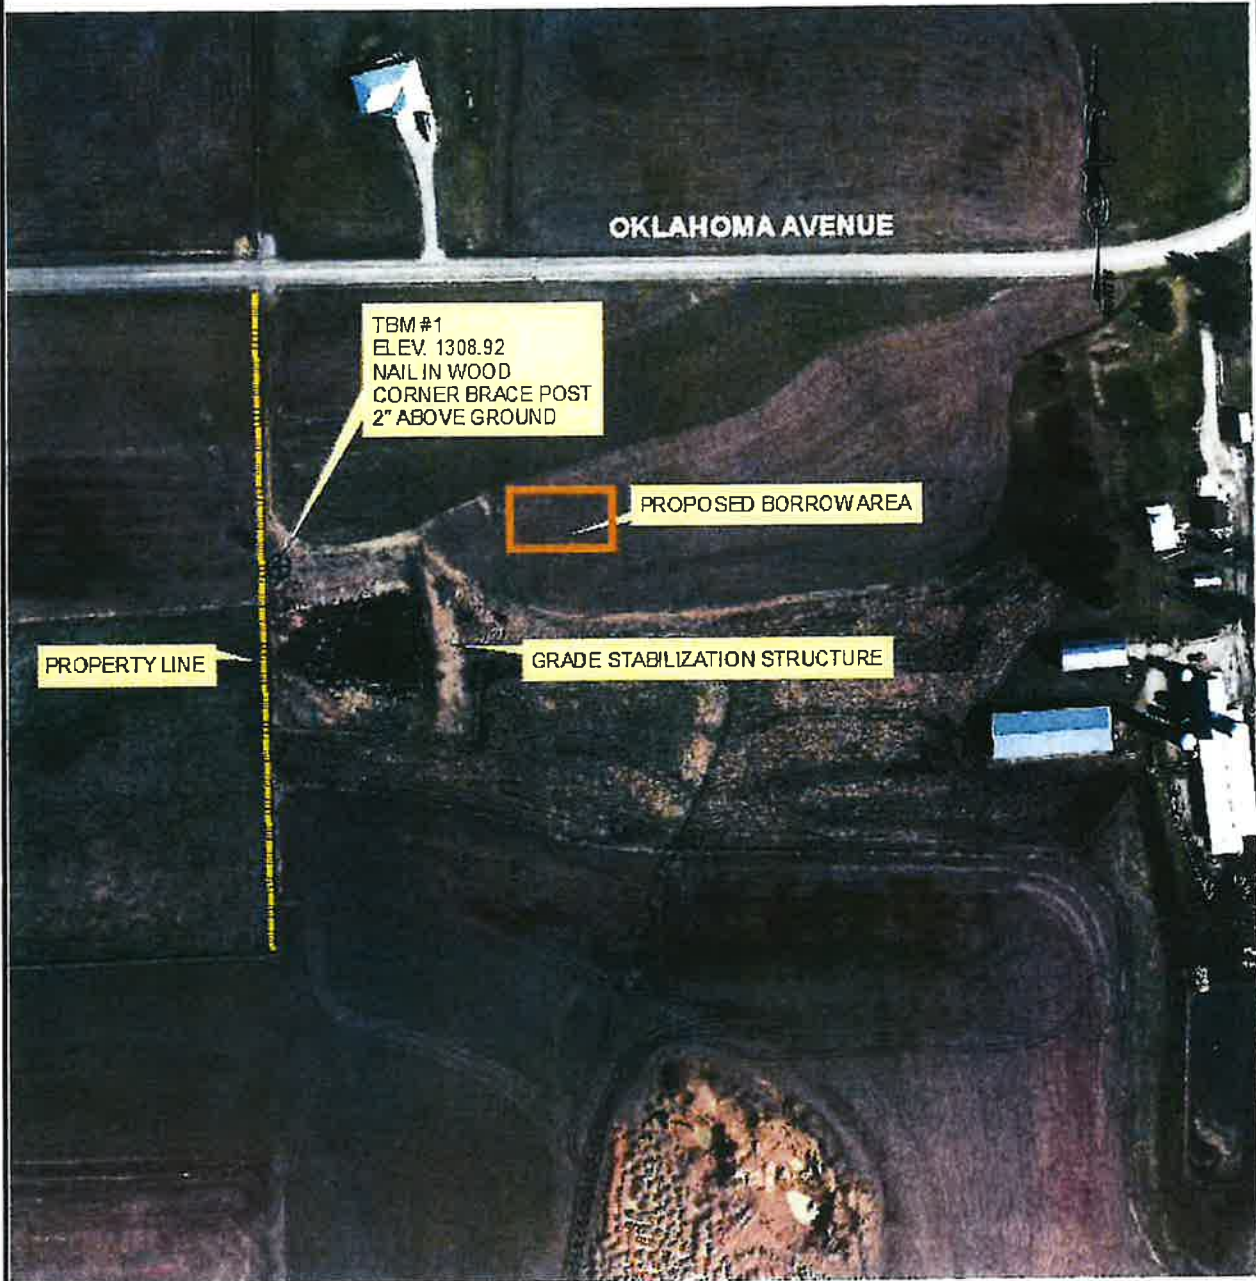 OKLAHOMA AVENUE
TBM #1
ELEV. 1308.92
NAIL IN WOOD
CORNER BRACE POST
2" ABOVE GROUND
PROPOSED BORROW AREA
PROPERTY LINE
GRADE STABILIZATION STRUCTURE